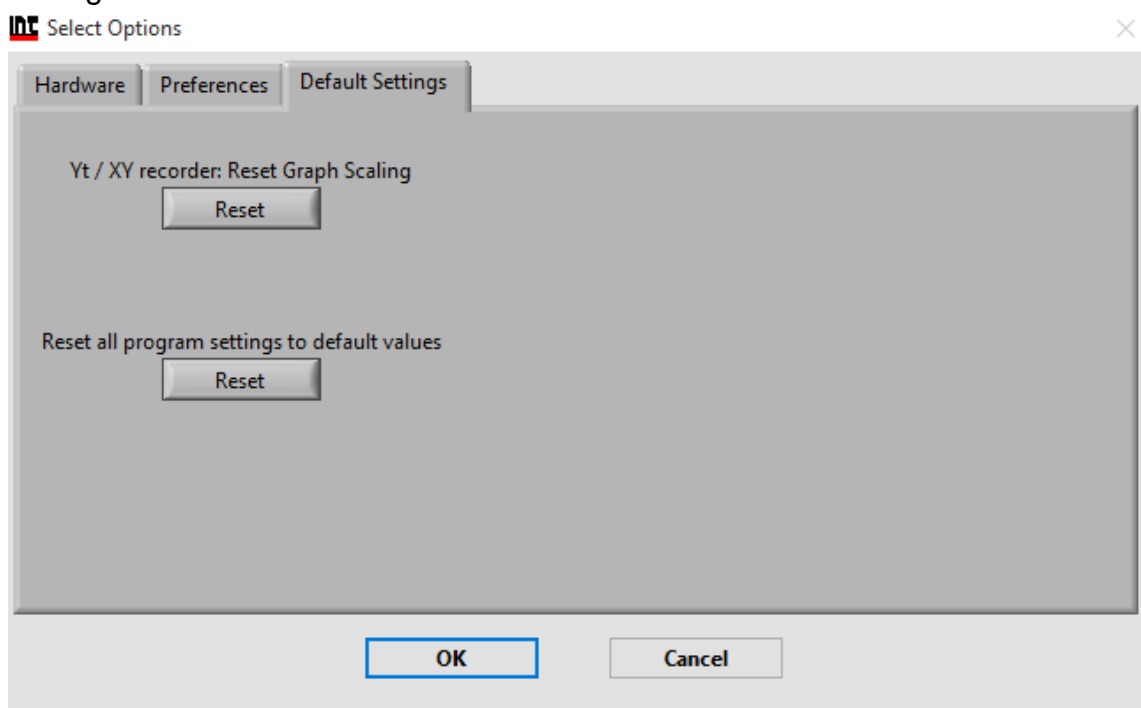 INT Select Options
Hardware Preferences Default Settings
Yt / XY recorder: Reset Graph Scaling
Reset
Reset all program settings to default values
Reset
OK Cancel